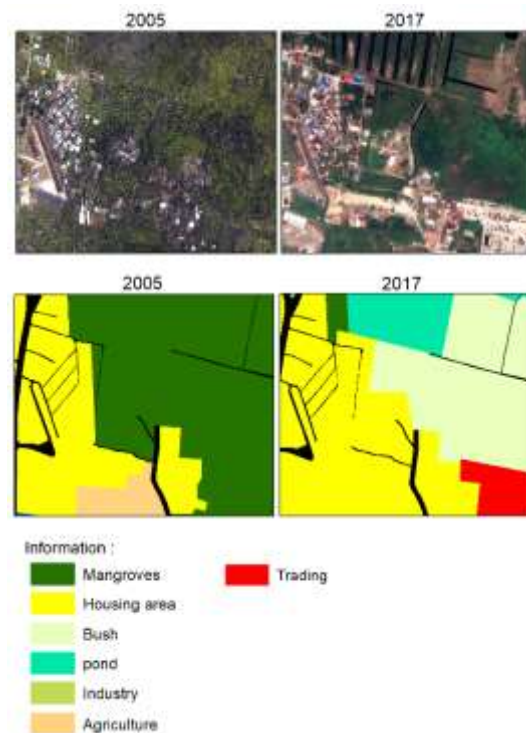 2005 2017
2005 2017
Information :
Mangroves Trading
Housing area
Bush
pond
Industry
Agriculture